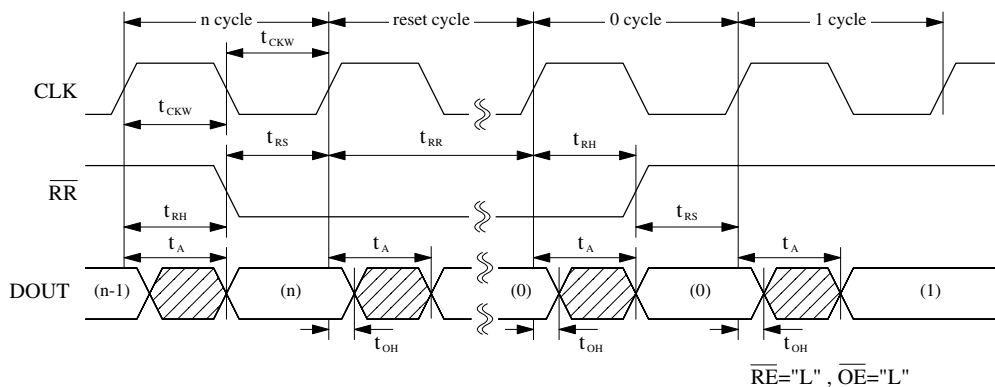 n cycle reset cycle 0 cycle 1 cycle
tCKW
CLK
tCKW
tRS tRR tRH
RR
tRH tRS
tA tA tA tA
DOUT (n-1) (n) (0) (0) (1)
tOH tOH tOH
RE="L" , OE="L"